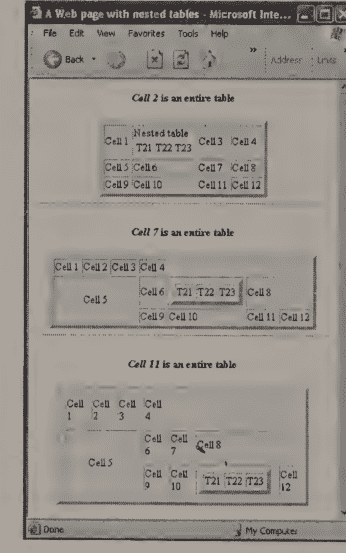 A Web page with nested tables - Microsoft Inte...
File Edit View Favorites Tools Help
Back Address Links
Cell 2 is an entire table
Nested table
Cell 1 T21 T22 T23 Cell 3 Cell 4
Cell 5 Cell 6 Cell 7 Cell 8
Cell 9 Cell 10 Cell 11 Cell 12
Cell 7 is an entire table
Cell 1 Cell 2 Cell 3 Cell 4
Cell 5 Cell 6 T21 T22 T23 Cell 8
Cell 9 Cell 10 Cell 11 Cell 12
Cell 11 is an entire table
Cell Cell Cell Cell
1 2 3 4
Cell 5 Cell 6 Cell 7 Cell 8
Cell 9 Cell 10 T21 T22 T23 Cell 12
Done My Computer